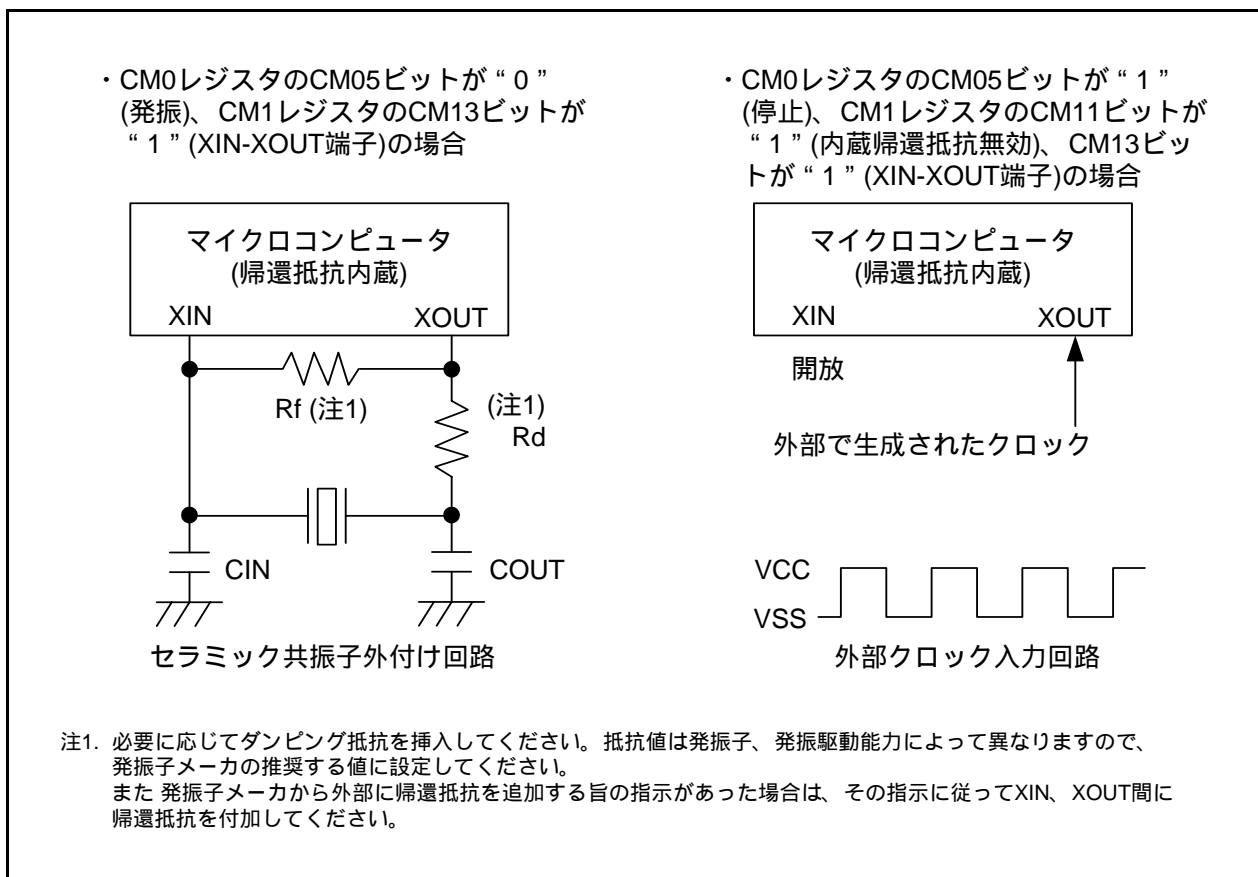 ・CM0レジスタのCM05ビットが“0”
(発振)、CM1レジスタのCM13ビットが
“1”(XIN-XOUT端子)の場合
マイクロコンピュータ
(帰還抵抗内蔵)
XIN
XOUT
Rf (注1)
(注1)
Rd
CIN
COUT
セラミック共振子外付け回路
・CM0レジスタのCM05ビットが“1”
(停止)、CM1レジスタのCM11ビットが
“1”(内蔵帰還抵抗無効)、CM13ビッ
トが“1”(XIN-XOUT端子)の場合
マイクロコンピュータ
(帰還抵抗内蔵)
XIN
XOUT
開放
外部で生成されたクロック
VCC
VSS
外部クロック入力回路
注1. 必要に応じてダンピング抵抗を挿入してください。抵抗値は発振子、発振駆動能力によって異なりますので、
発振子メーカの推奨する値に設定してください。
また 発振子メーカから外部に帰還抵抗を追加する旨の指示があった場合は、その指示に従ってXIN、XOUT間に
帰還抵抗を付加してください。